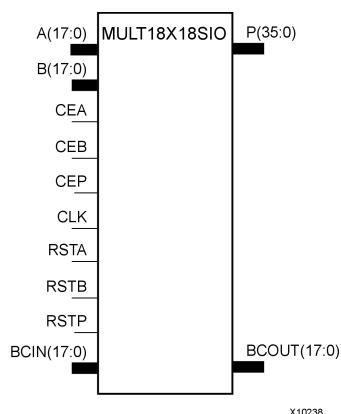 A(17:0) MULT18X18SIO P(35:0)
B(17:0)
CEA
CEB
CEP
CLK
RSTA
RSTB
RSTP
BCIN(17:0) BCOUT(17:0)
X10238